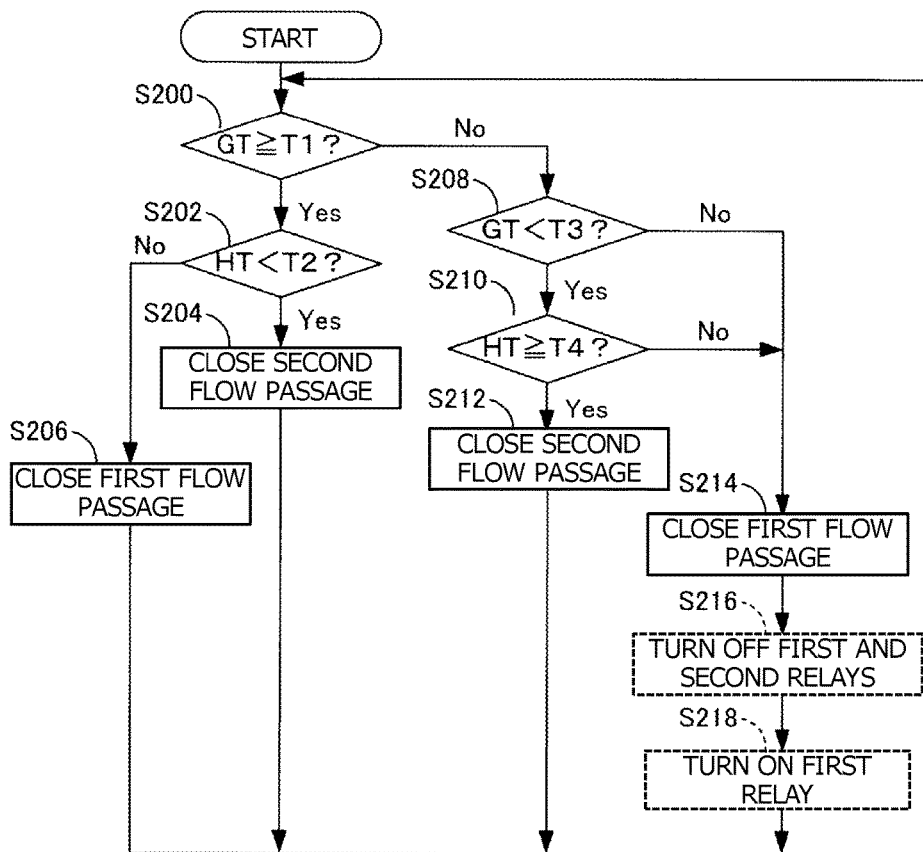 START
S200
GT≧T1?
No
Yes
S208
GT<T3?
No
S202
No
HT<T2?
Yes
S210
Yes
HT≧T4?
No
S204
CLOSE SECOND
FLOW PASSAGE
Yes
S212
CLOSE SECOND
FLOW PASSAGE
S206
CLOSE FIRST FLOW
PASSAGE
S214
CLOSE FIRST FLOW
PASSAGE
S216
TURN OFF FIRST AND
SECOND RELAYS
S218
TURN ON FIRST
RELAY